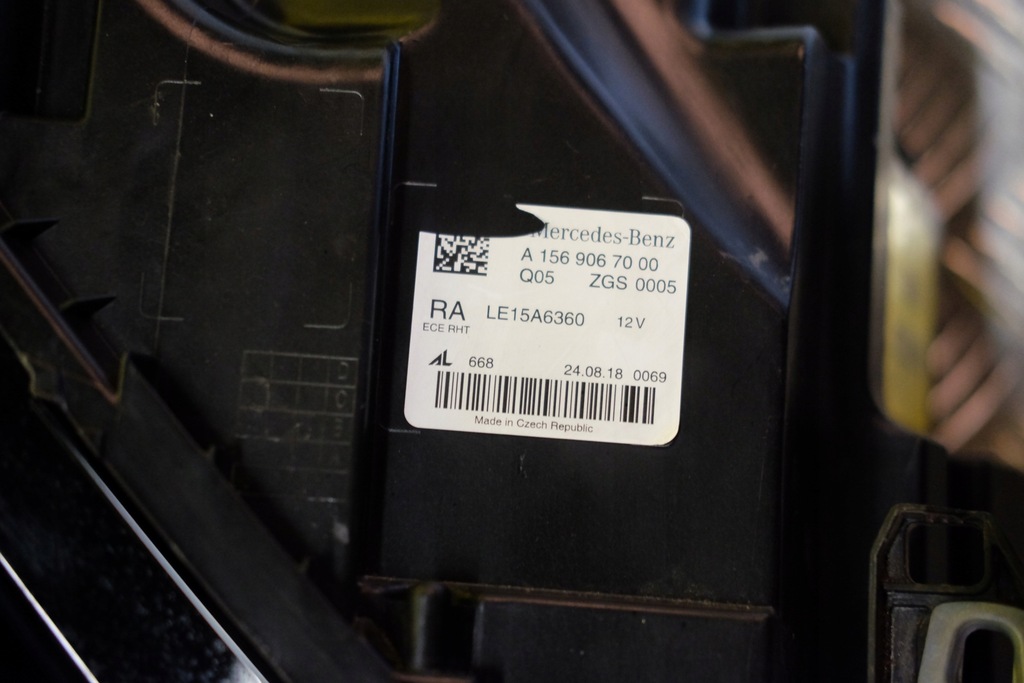 Mercedes-Benz
A 156 906 70 00
Q05 ZGS 0005
RA LE15A6360 12V
ECE RHT
AL 668 24.08.18 0069
Made in Czech Republic